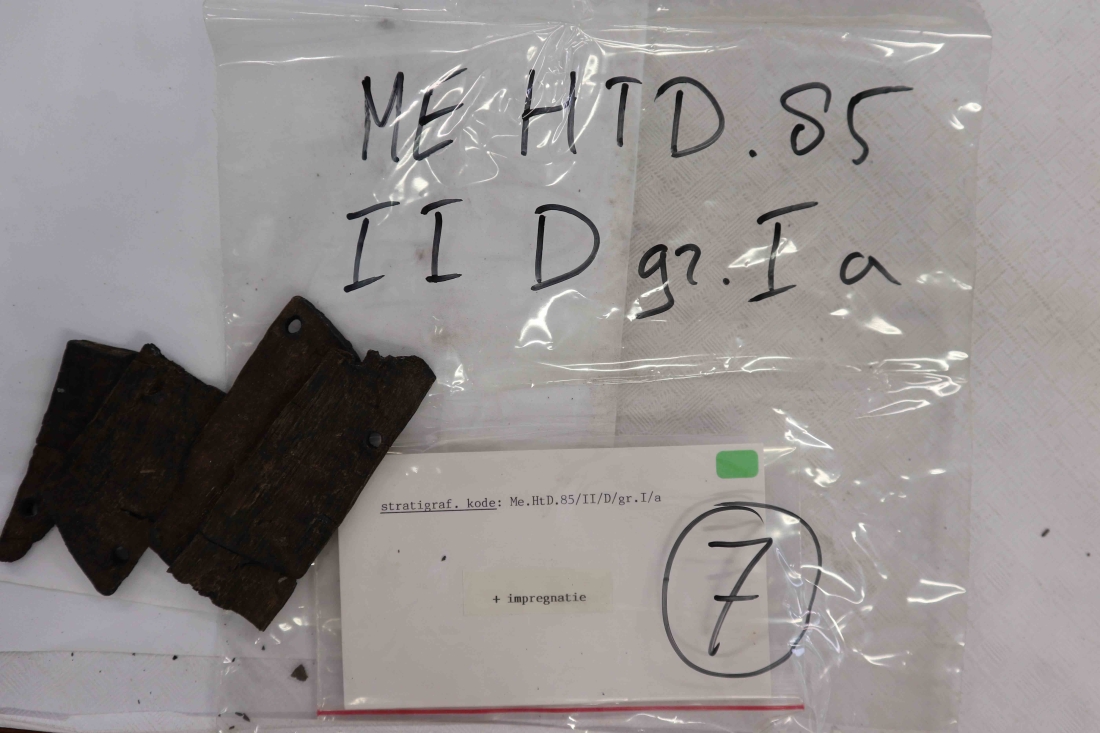 ME HTD.85
II D gr. I a
stratigraf. kode: Me.HtD.85/II/D/gr.I/a
+ impregnatie
7